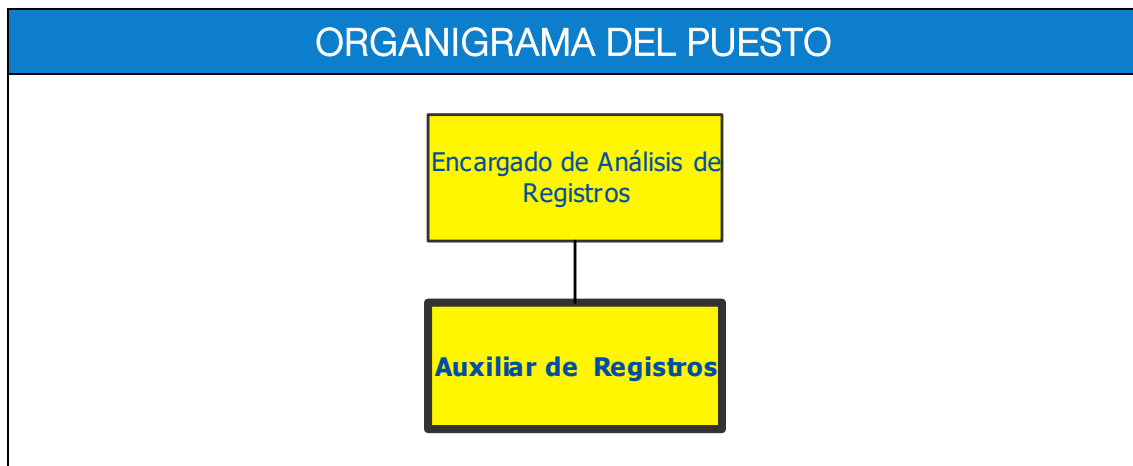 ORGANIGRAMA DEL PUESTO
Encargado de Análisis de
Registros
Auxiliar de Registros